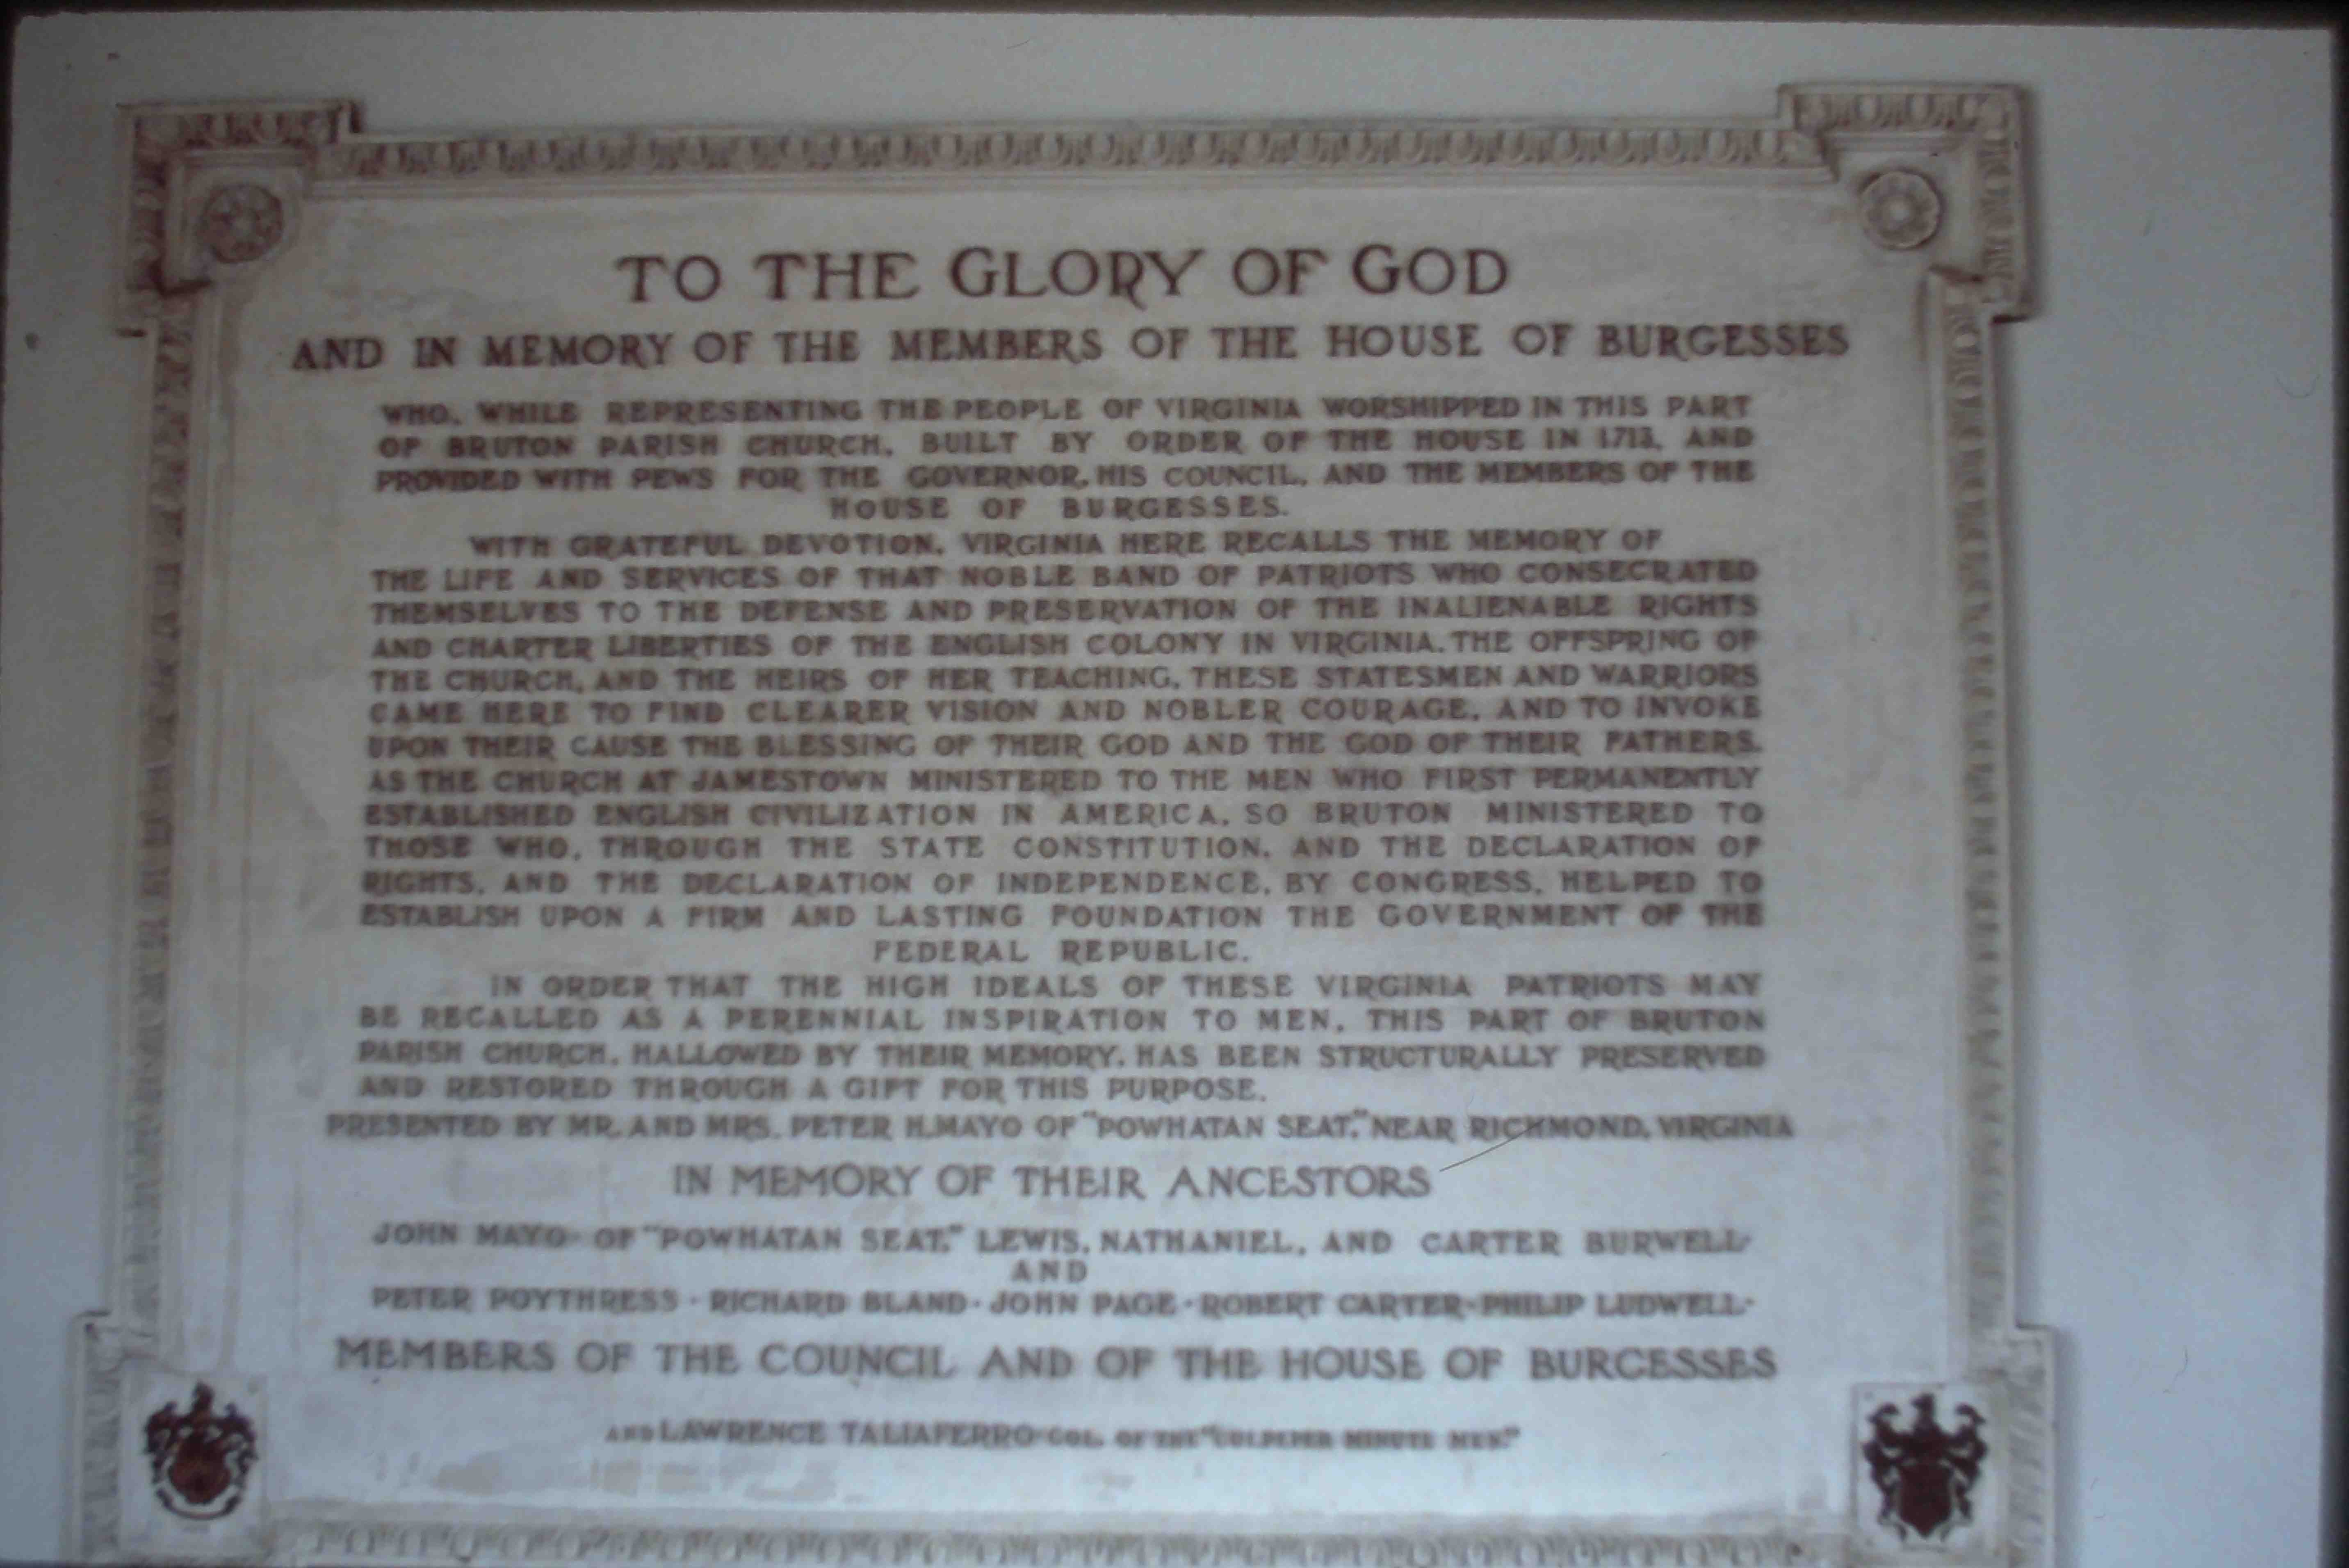 TO THE GLORY OF GOD
AND IN MEMORY OF THE MEMBERS OF THE HOUSE OF BURGESSES
WHO, WHILE REPRESENTING THE PEOPLE OF VIRGINIA WORSHIPPED IN THIS PART
OF BRUTON PARISH CHURCH, BUILT BY ORDER OF THE HOUSE IN 1713, AND
PROVIDED WITH PEWS FOR THE GOVERNOR, HIS COUNCIL, AND THE MEMBERS OF THE
HOUSE OF BURGESSES.
WITH GRATEFUL DEVOTION, VIRGINIA HERE RECALLS THE MEMORY OF
THE LIFE AND SERVICES OF THAT NOBLE BAND OF PATRIOTS WHO CONSECRATED
THEMSELVES TO THE DEFENSE AND PRESERVATION OF THE INALIENABLE RIGHTS
AND CHARTER LIBERTIES OF THE ENGLISH COLONY IN VIRGINIA. THE OFFSPRING OF
THE CHURCH, AND THE HEIRS OF HER TEACHING, THESE STATESMEN AND WARRIORS
CAME HERE TO FIND CLEARER VISION AND NOBLER COURAGE, AND TO INVOKE
UPON THEIR CAUSE THE BLESSING OF THEIR GOD AND THE GOD OF THEIR FATHERS.
AS THE CHURCH AT JAMESTOWN MINISTERED TO THE MEN WHO FIRST PERMANENTLY
ESTABLISHED ENGLISH CIVILIZATION IN AMERICA, SO BRUTON MINISTERED TO
THOSE WHO, THROUGH THE STATE CONSTITUTION, AND THE DECLARATION OF
RIGHTS, AND THE DECLARATION OF INDEPENDENCE, BY CONGRESS, HELPED TO
ESTABLISH UPON A FIRM AND LASTING FOUNDATION THE GOVERNMENT OF THE
FEDERAL REPUBLIC.
IN ORDER THAT THE HIGH IDEALS OF THESE VIRGINIA PATRIOTS MAY
BE RECALLED AS A PERENNIAL INSPIRATION TO MEN, THIS PART OF BRUTON
PARISH CHURCH, HALLOWED BY THEIR MEMORY, HAS BEEN STRUCTURALLY PRESERVED
AND RESTORED THROUGH A GIFT FOR THIS PURPOSE,
PRESENTED BY MR. AND MRS. PETER H. MAYO OF "POWHATAN SEAT," NEAR RICHMOND, VIRGINIA
IN MEMORY OF THEIR ANCESTORS
JOHN MAYO · OF "POWHATAN SEAT," LEWIS, NATHANIEL, AND CARTER BURWELL·
AND
PETER POYTHRESS · RICHARD BLAND · JOHN PAGE · ROBERT CARTER · PHILIP LUDWELL·
MEMBERS OF THE COUNCIL AND OF THE HOUSE OF BURGESSES
AND LAWRENCE TALIAFERRO·COL. OF THE "CULPEPER MINUTE MEN."